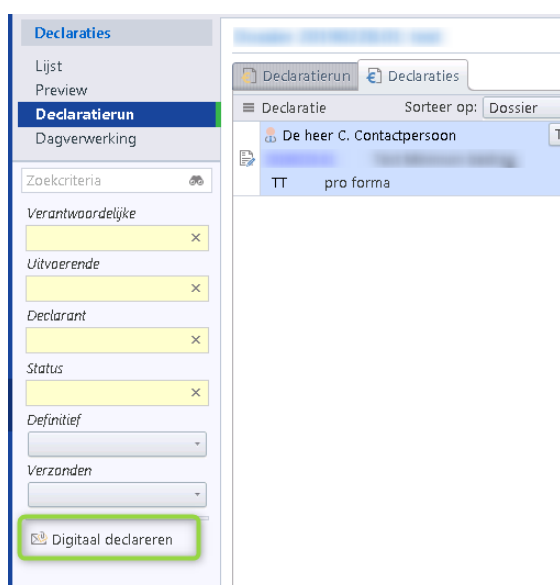 Declaraties
Lijst
Preview
Declaratierun
Dagverwerking
Zoekcriteria
Verantwoordelijke
Uitvoerende
Declarant
Status
Definitief
Verzonden
Digitaal declareren
Declaratierun Declaraties
Declaratie Sorteer op: Dossier
De heer C. Contactpersoon T
TT pro forma